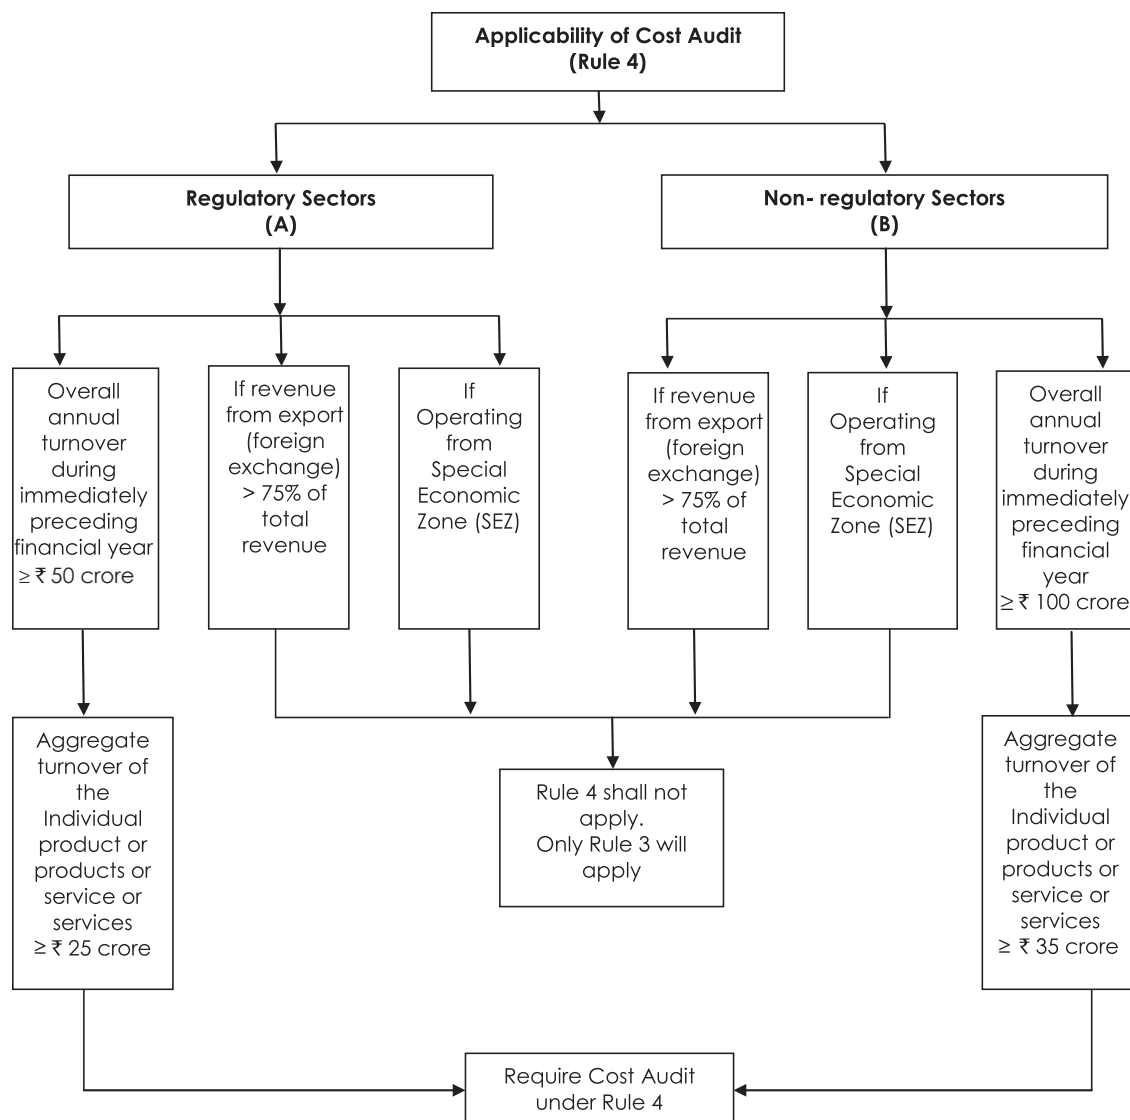 Applicability of Cost Audit
(Rule 4)
Regulatory Sectors
(A)
Non- regulatory Sectors
(B)
Overall
annual
turnover
during
immediately
preceding
financial year
≥ ₹ 50 crore
If revenue
from export
(foreign
exchange)
> 75% of
total
revenue
If
Operating
from
Special
Economic
Zone (SEZ)
If revenue
from export
(foreign
exchange)
> 75% of
total
revenue
If
Operating
from
Special
Economic
Zone (SEZ)
Overall
annual
turnover
during
immediately
preceding
financial
year
≥ ₹ 100 crore
Aggregate
turnover of
the
Individual
product or
products or
service or
services
≥ ₹ 25 crore
Rule 4 shall not
apply.
Only Rule 3 will
apply
Aggregate
turnover of
the
Individual
product or
products or
service or
services
≥ ₹ 35 crore
Require Cost Audit
under Rule 4